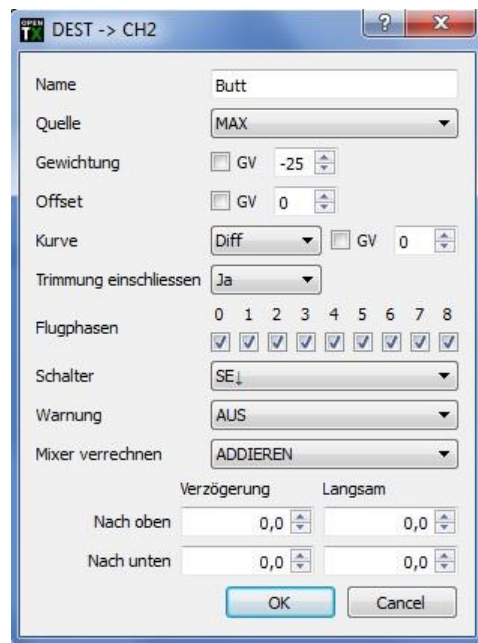 OPEN TX DEST -> CH2 ? X
Name Butt
Quelle MAX
Gewichtung GV -25
Offset GV 0
Kurve Diff GV 0
Trimmung einschliessen Ja
0 1 2 3 4 5 6 7 8
Flugphasen
Schalter SE↓
Warnung AUS
Mixer verrechnen ADDIEREN
Verzögerung Langsam
Nach oben 0,0 0,0
Nach unten 0,0 0,0
OK Cancel